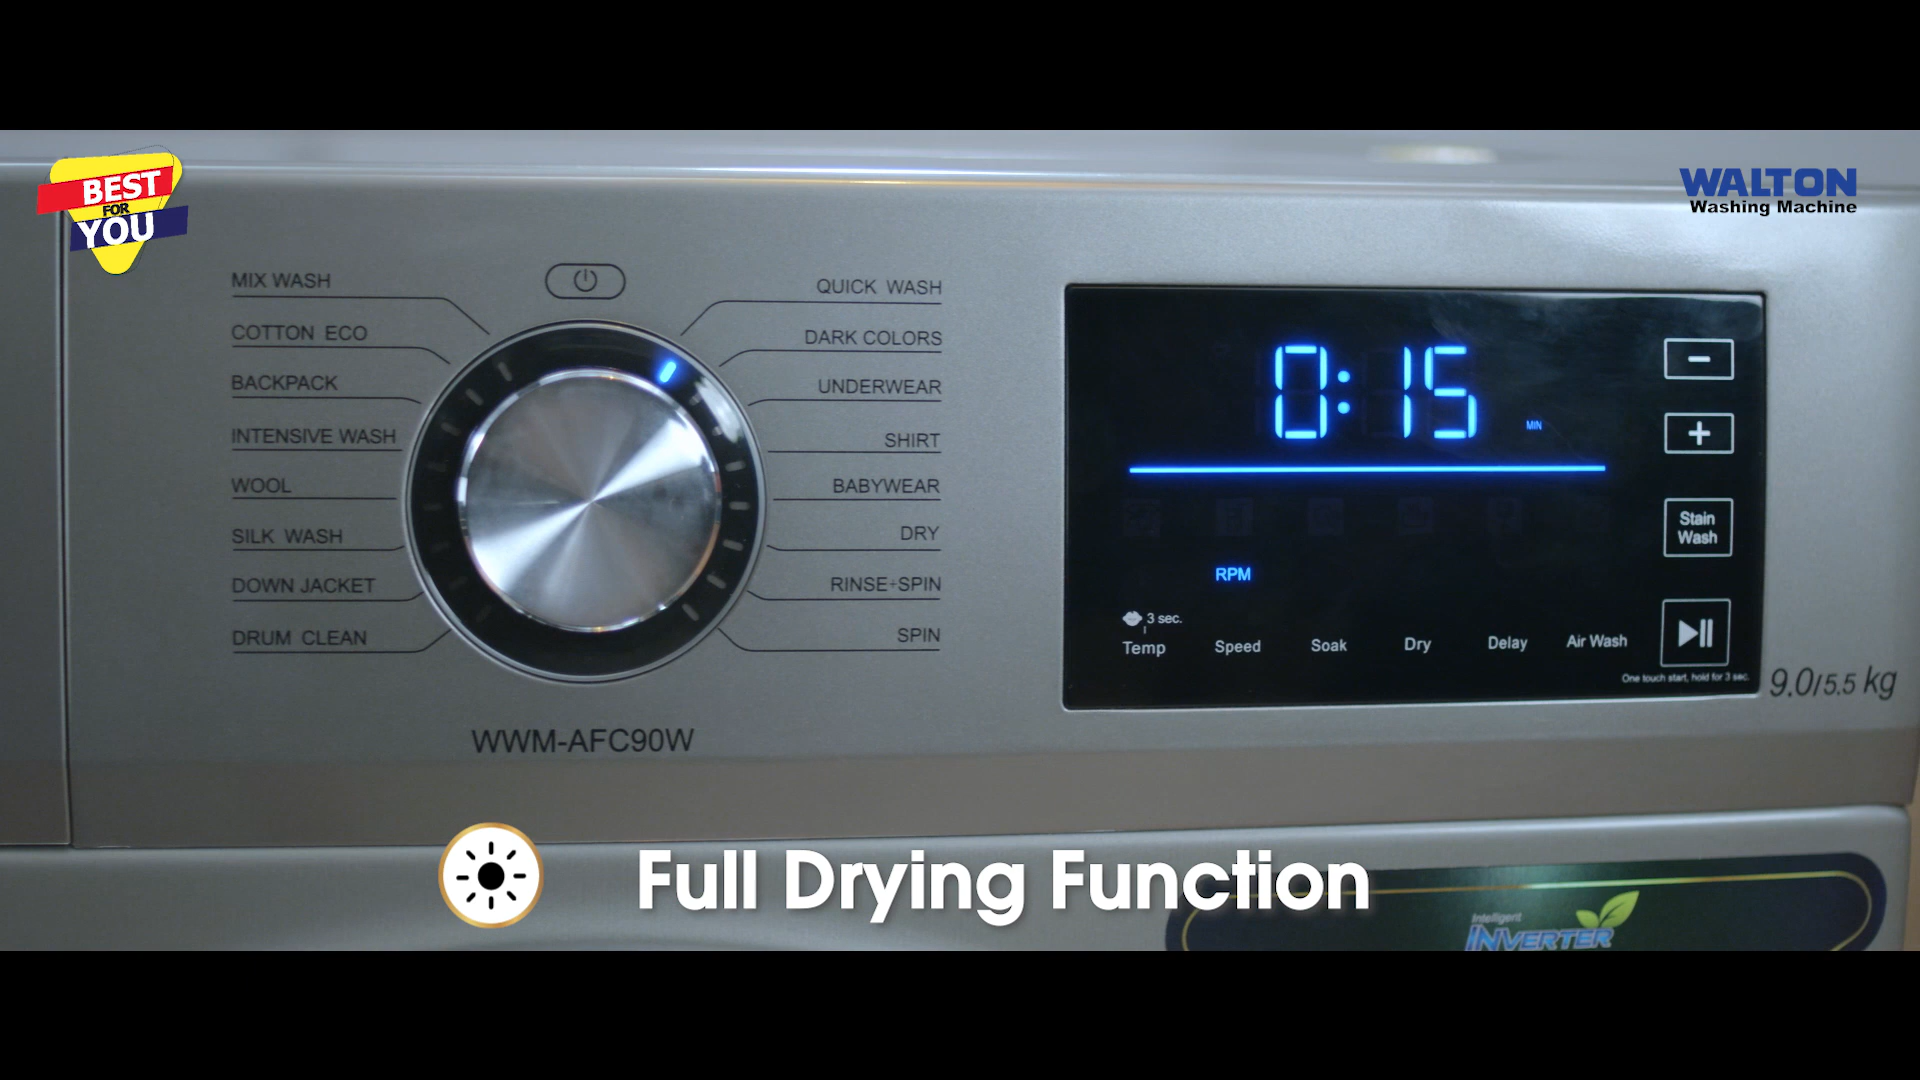 BEST
FOR
YOU
WALTON
Washing Machine
MIX WASH
COTTON ECO
BACKPACK
INTENSIVE WASH
WOOL
SILK WASH
DOWN JACKET
DRUM CLEAN
QUICK WASH
DARK COLORS
UNDERWEAR
SHIRT
BABYWEAR
DRY
RINSE+SPIN
SPIN
WWM-AFC90W
0:15 MIN
RPM
3 sec.
Temp Speed Soak Dry Delay Air Wash
Stain
Wash
One touch start, hold for 3 sec.
9.0/5.5 kg
Full Drying Function
Intelligent
INVERTER